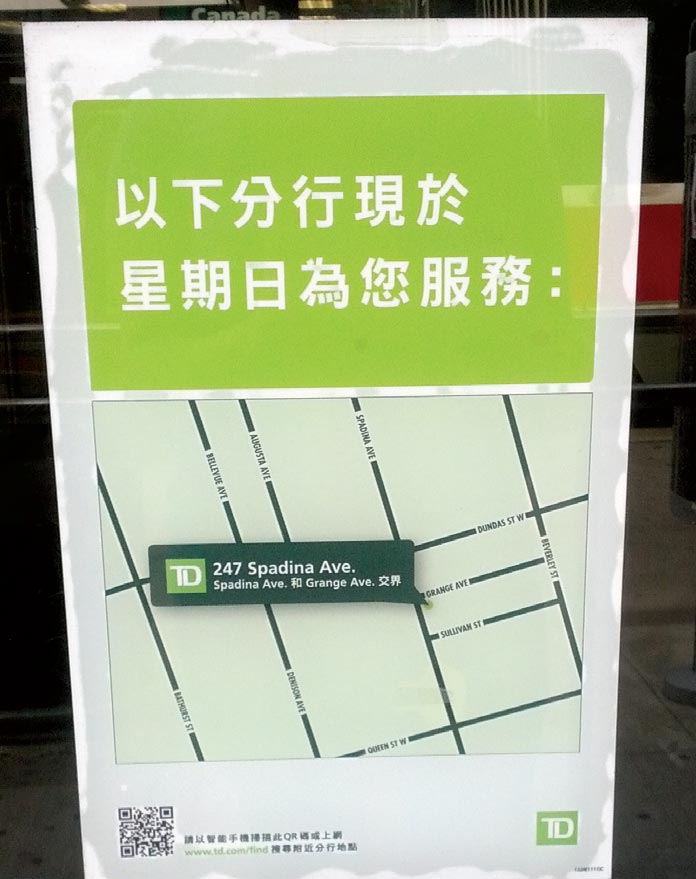 Canada
以下分行現於
星期日為您服務：
BELLEVUE AVE
AUGUSTA AVE
SPADINA AVE
DUNDAS ST W
BEVERLEY ST
TD
247 Spadina Ave.
Spadina Ave. 和 Grange Ave. 交界
GRANGE AVE
SULLIVAN ST
BATHURST ST
DENISON AVE
QUEEN ST W
請以智能手機掃描此QR碼或上網
www.td.com/find 搜尋附近分行地點
TD